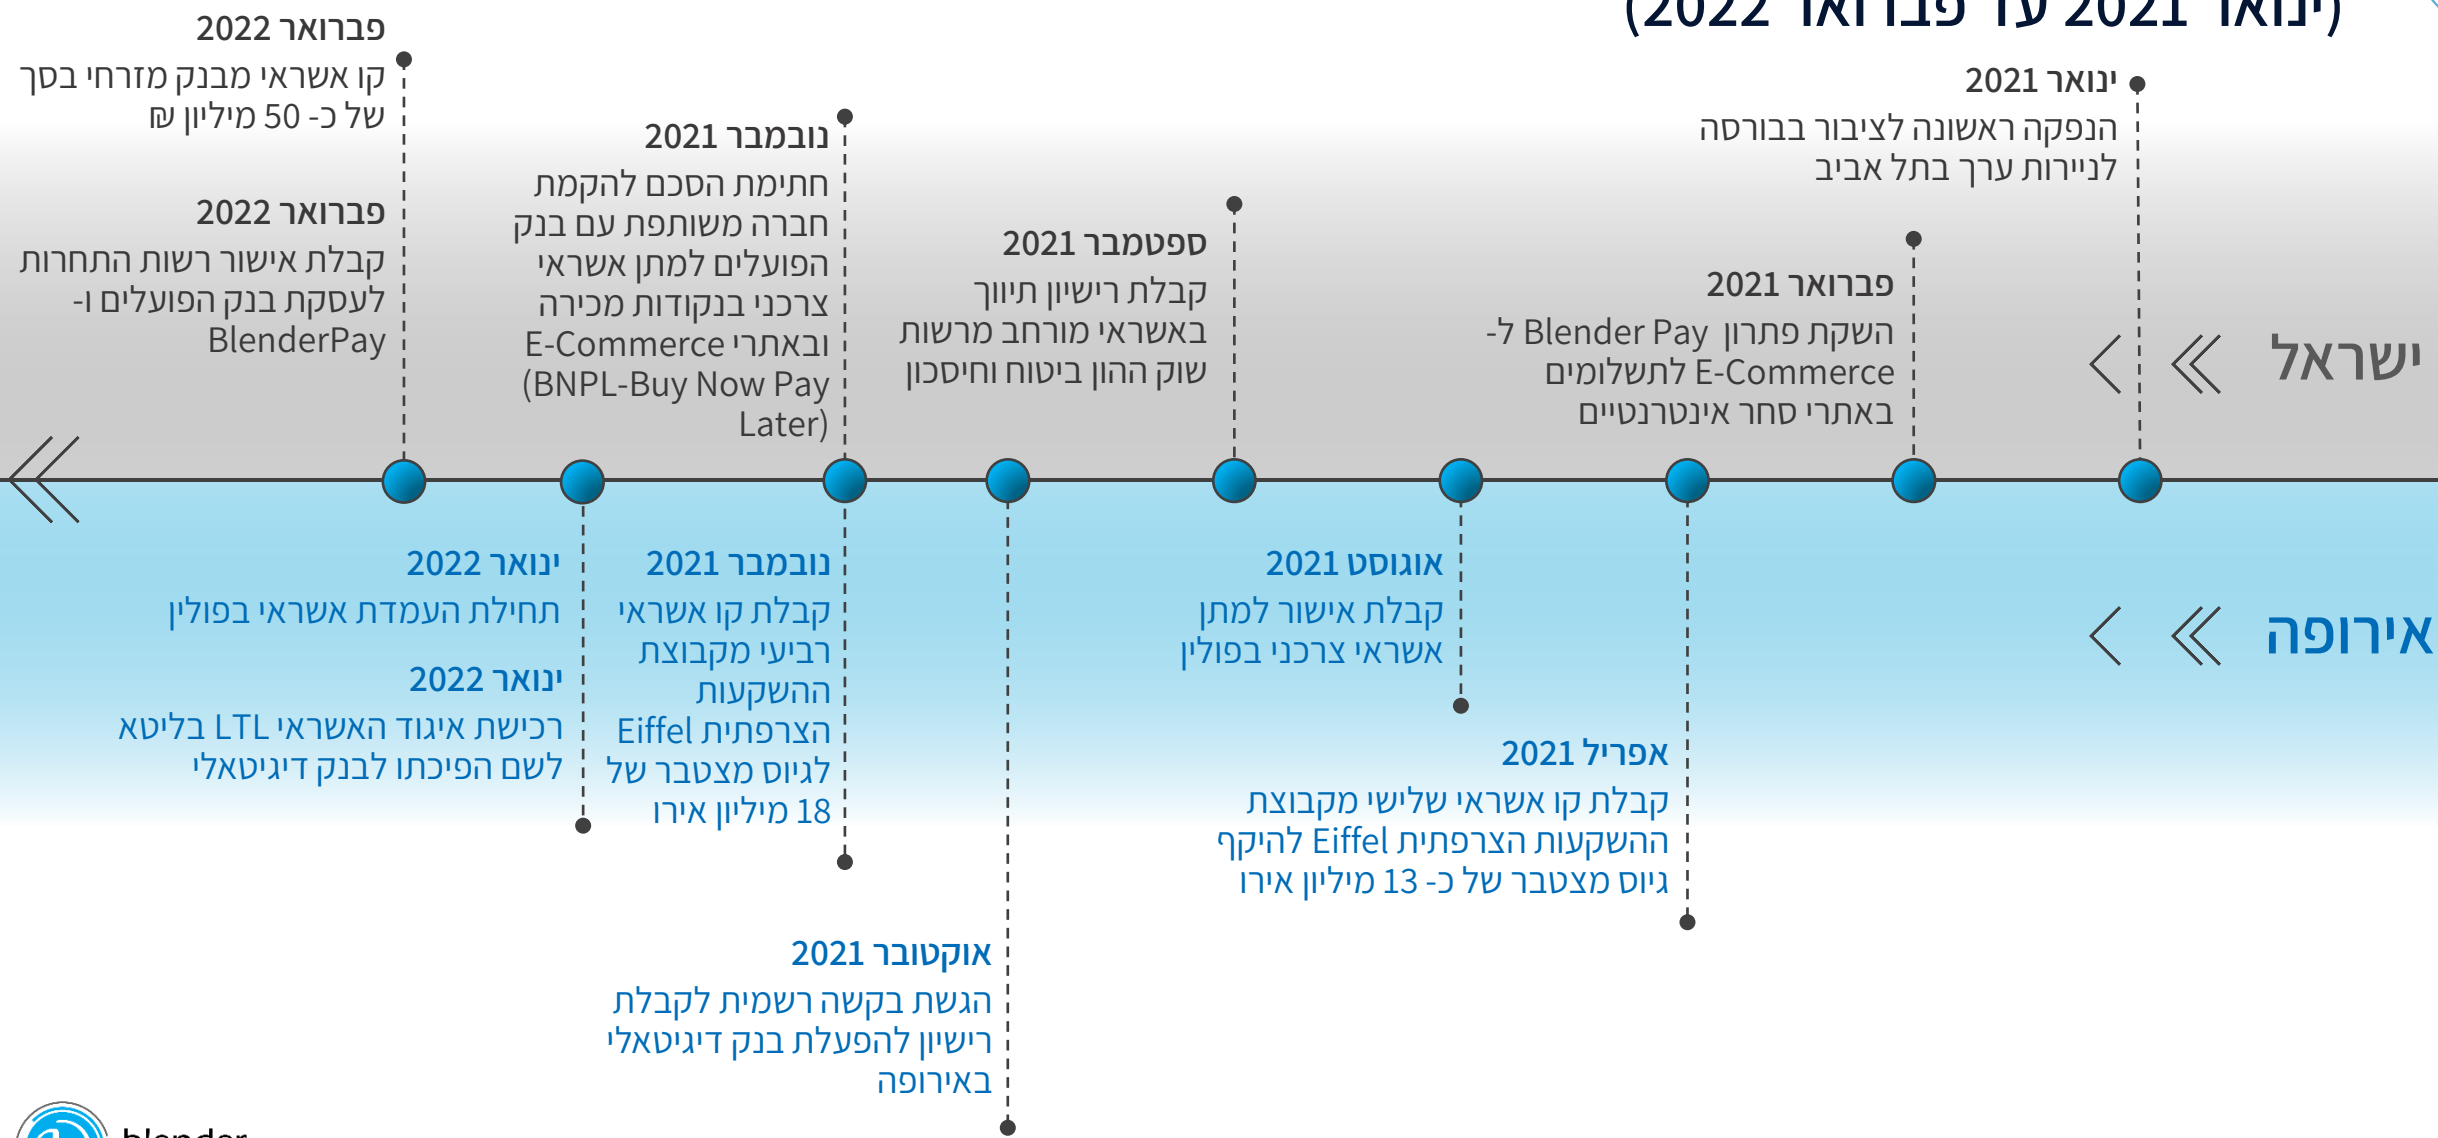 (ינואר 2021 עד פברואר 2022)
ישראל
ינואר 2021
הנפקה ראשונה לציבור בבורסה
לניירות ערך בתל אביב
פברואר 2021
השקת פתרון Blender Pay ל-
E-Commerce לתשלומים
באתרי סחר אינטרנטיים
ספטמבר 2021
קבלת רישיון תיווך
באשראי מורחב מרשות
שוק ההון ביטוח וחיסכון
נובמבר 2021
חתימת הסכם להקמת
חברה משותפת עם בנק
הפועלים למתן אשראי
צרכני בנקודות מכירה
ובאתרי E-Commerce
(BNPL-Buy Now Pay
Later)
פברואר 2022
קו אשראי מבנק מזרחי בסך
של כ- 50 מיליון ₪
פברואר 2022
קבלת אישור רשות התחרות
לעסקת בנק הפועלים ו-
BlenderPay
אירופה
אפריל 2021
קבלת קו אשראי שלישי מקבוצת
ההשקעות הצרפתית Eiffel להיקף
גיוס מצטבר של כ- 13 מיליון אירו
אוגוסט 2021
קבלת אישור למתן
אשראי צרכני בפולין
אוקטובר 2021
הגשת בקשה רשמית לקבלת
רישיון להפעלת בנק דיגיטאלי
באירופה
נובמבר 2021
קבלת קו אשראי
רביעי מקבוצת
ההשקעות
הצרפתית Eiffel
לגיוס מצטבר של
18 מיליון אירו
ינואר 2022
תחילת העמדת אשראי בפולין
ינואר 2022
רכישת איגוד האשראי LTL בליטא
לשם הפיכתו לבנק דיגיטאלי
blender